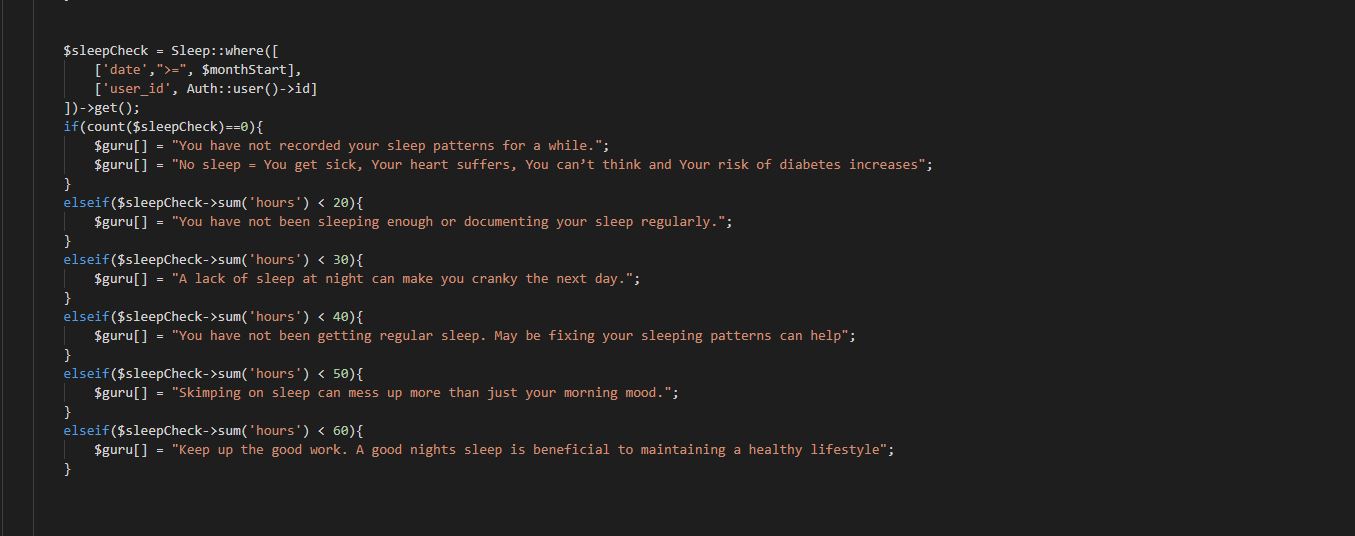 $sleepCheck = Sleep::where([
['date',">=", $monthStart],
['user_id', Auth::user()->id]
])->get();
if(count($sleepCheck)==0){
$guru[] = "You have not recorded your sleep patterns for a while.";
$guru[] = "No sleep = You get sick, Your heart suffers, You can’t think and Your risk of diabetes increases";
}
elseif($sleepCheck->sum('hours') < 20){
$guru[] = "You have not been sleeping enough or documenting your sleep regularly.";
}
elseif($sleepCheck->sum('hours') < 30){
$guru[] = "A lack of sleep at night can make you cranky the next day.";
}
elseif($sleepCheck->sum('hours') < 40){
$guru[] = "You have not been getting regular sleep. May be fixing your sleeping patterns can help";
}
elseif($sleepCheck->sum('hours') < 50){
$guru[] = "Skimping on sleep can mess up more than just your morning mood.";
}
elseif($sleepCheck->sum('hours') < 60){
$guru[] = "Keep up the good work. A good nights sleep is beneficial to maintaining a healthy lifestyle";
}